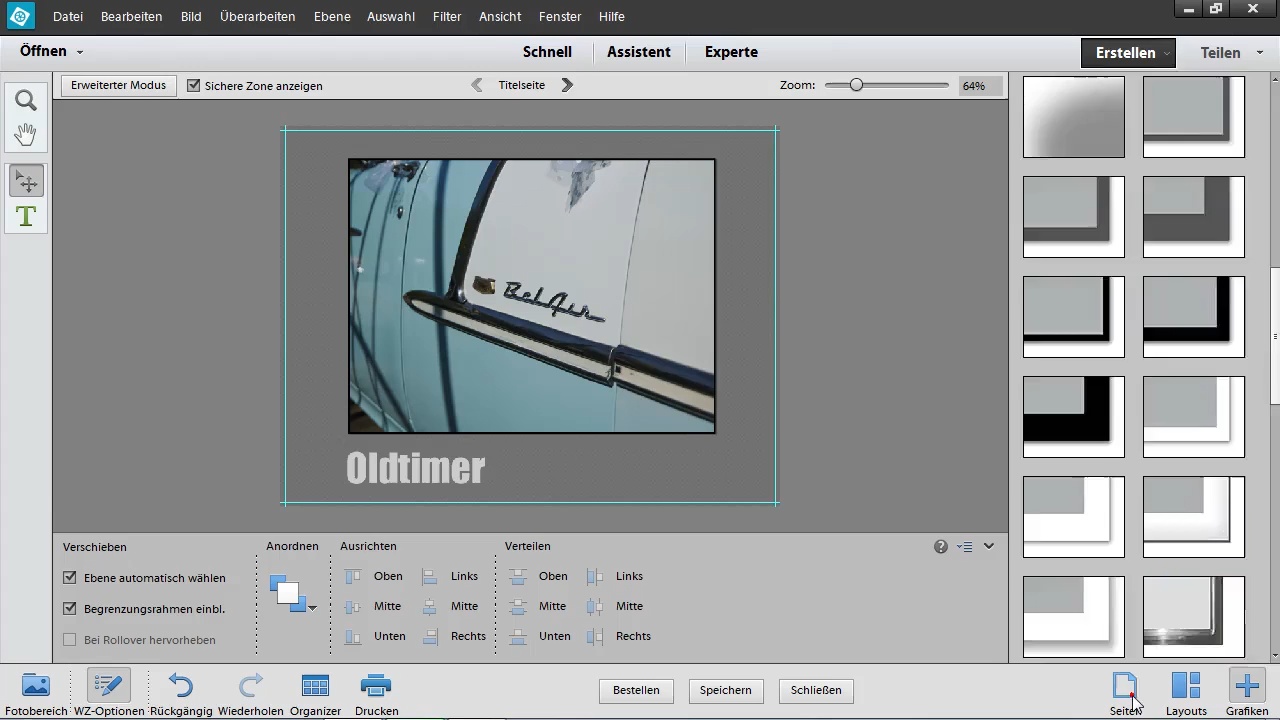 Datei Bearbeiten Bild Überarbeiten Ebene Auswahl Filter Ansicht Fenster Hilfe
Öffnen Schnell Assistent Experte Erstellen Teilen
Erweiterter Modus Sichere Zone anzeigen Titelseite Zoom: 64%
BelAir
Oldtimer
Verschieben Anordnen Ausrichten Verteilen
Ebene automatisch wählen Oben Links Oben Links
Begrenzungsrahmen einbl. Mitte Mitte Mitte Mitte
Bei Rollover hervorheben Unten Rechts Unten Rechts
Bestellen Speichern Schließen
Fotobereich WZ-Optionen Rückgängig Wiederholen Organizer Drucken Seiten Layouts Grafiken